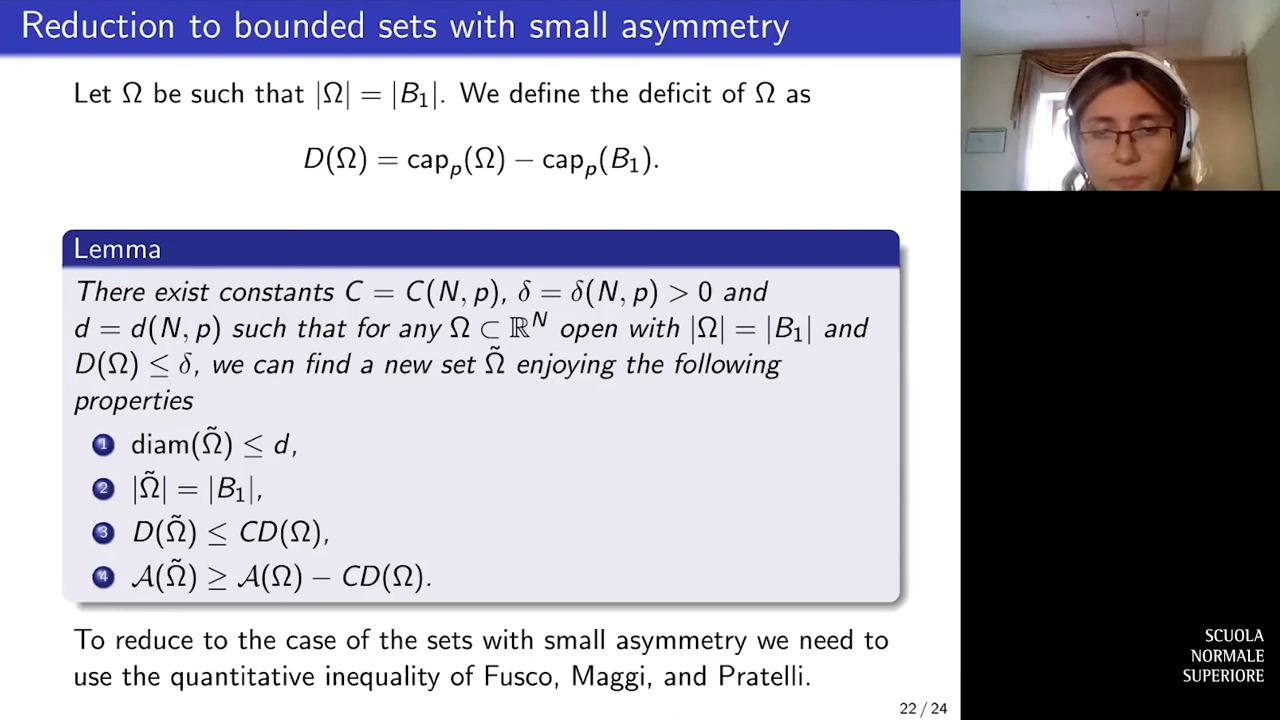 Reduction to bounded sets with small asymmetry
Let Ω be such that |Ω| = |B₁|. We define the deficit of Ω as
D(Ω) = capₚ(Ω) − capₚ(B₁).
Lemma
There exist constants C = C(N, p), δ = δ(N, p) > 0 and
d = d(N, p) such that for any Ω ⊂ ℝᴺ open with |Ω| = |B₁| and
D(Ω) ≤ δ, we can find a new set Ω̃ enjoying the following
properties
1 diam(Ω̃) ≤ d,
2 |Ω̃| = |B₁|,
3 D(Ω̃) ≤ CD(Ω),
4 𝒜(Ω̃) ≥ 𝒜(Ω) − CD(Ω).
To reduce to the case of the sets with small asymmetry we need to
use the quantitative inequality of Fusco, Maggi, and Pratelli.
22 / 24
SCUOLA
NORMALE
SUPERIORE